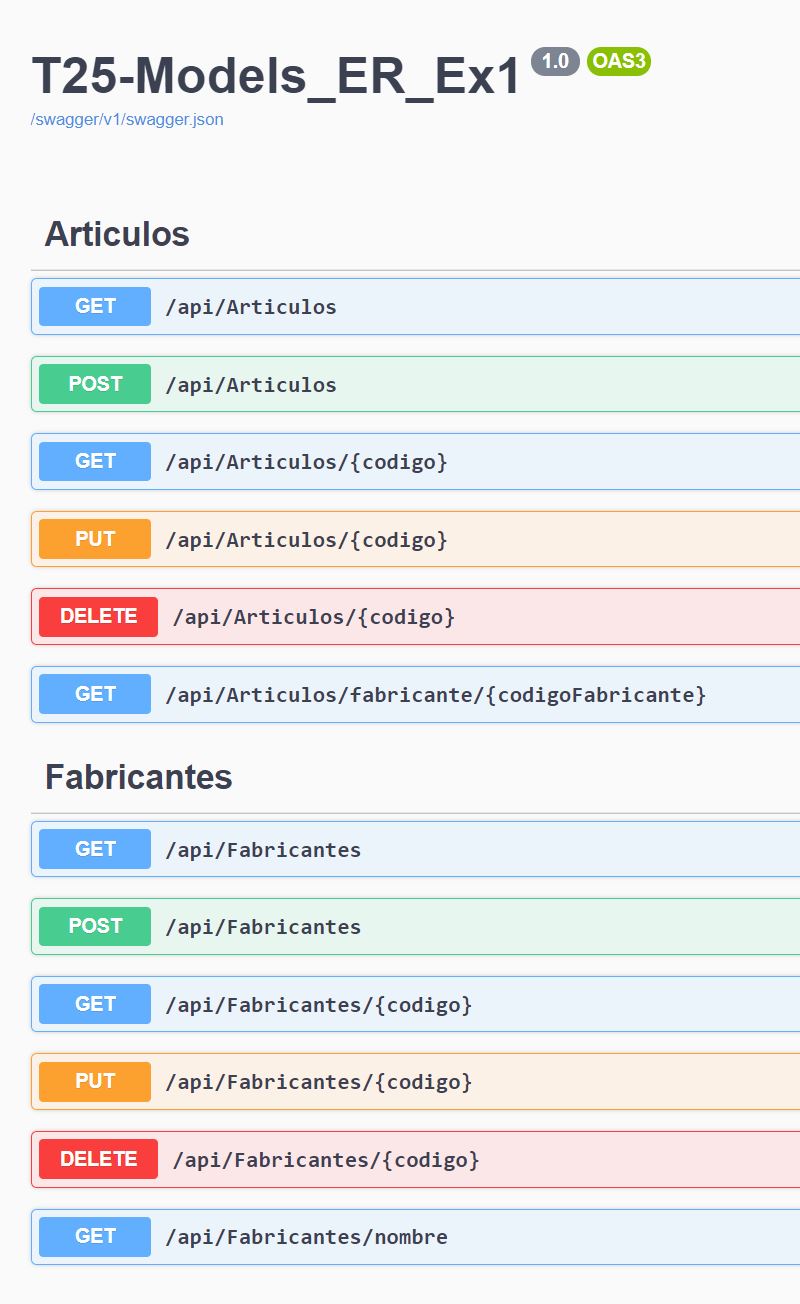 T25-Models_ER_Ex1 1.0 OAS3
/swagger/v1/swagger.json
Articulos
GET /api/Articulos
POST /api/Articulos
GET /api/Articulos/{codigo}
PUT /api/Articulos/{codigo}
DELETE /api/Articulos/{codigo}
GET /api/Articulos/fabricante/{codigoFabricante}
Fabricantes
GET /api/Fabricantes
POST /api/Fabricantes
GET /api/Fabricantes/{codigo}
PUT /api/Fabricantes/{codigo}
DELETE /api/Fabricantes/{codigo}
GET /api/Fabricantes/nombre